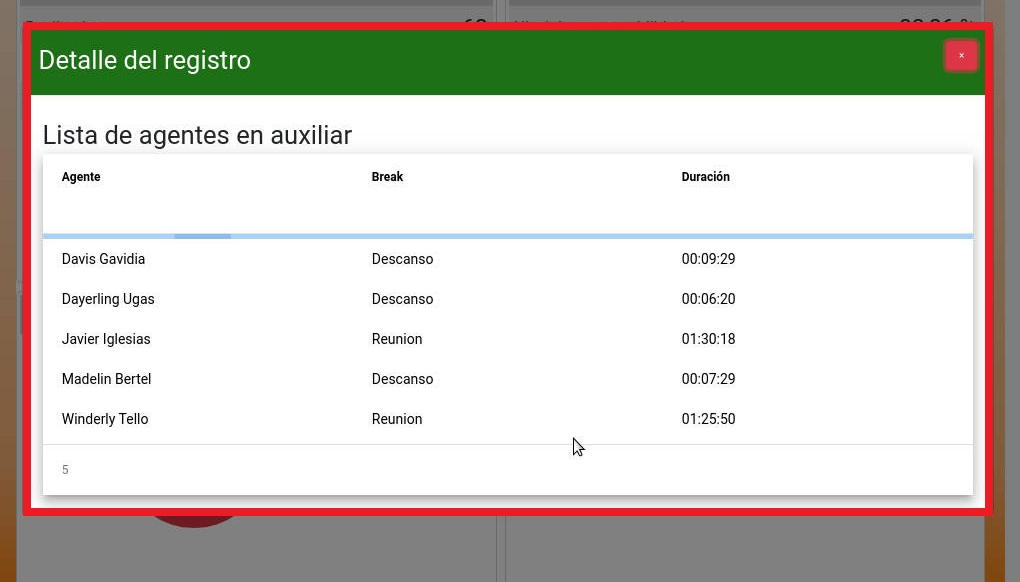 Detalle del registro
×
Lista de agentes en auxiliar
Agente Break Duración
Davis Gavidia Descanso 00:09:29
Dayerling Ugas Descanso 00:06:20
Javier Iglesias Reunion 01:30:18
Madelin Bertel Descanso 00:07:29
Winderly Tello Reunion 01:25:50
5